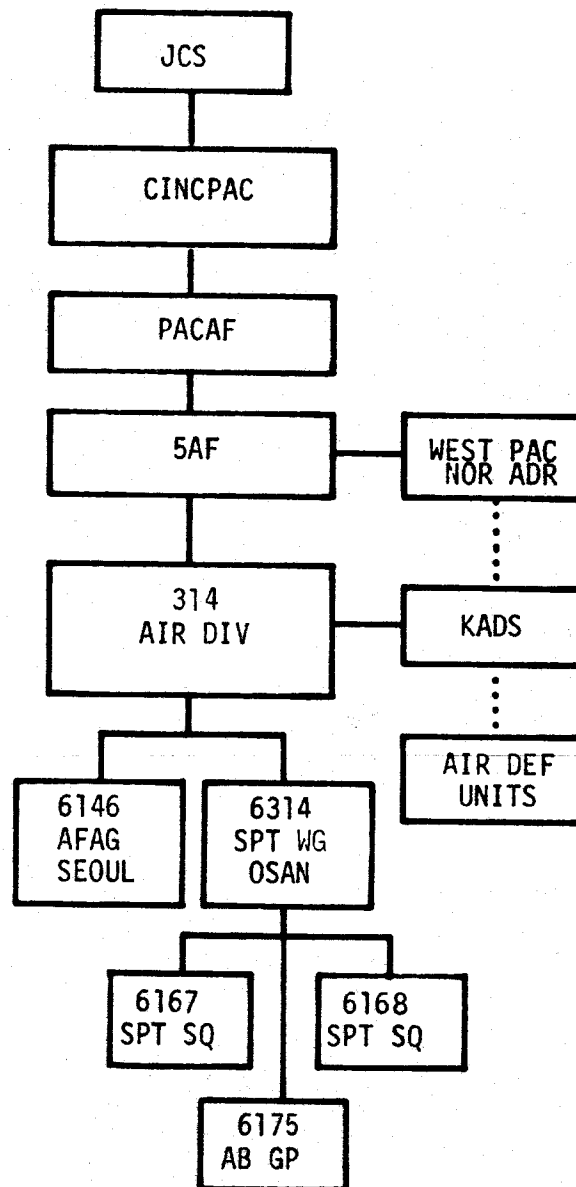 JCS
CINCPAC
PACAF
5AF
WEST PAC
NOR ADR
314
AIR DIV
KADS
AIR DEF
UNITS
6146
AFAG
SEOUL
6314
SPT WG
OSAN
6167
SPT SQ
6168
SPT SQ
6175
AB GP